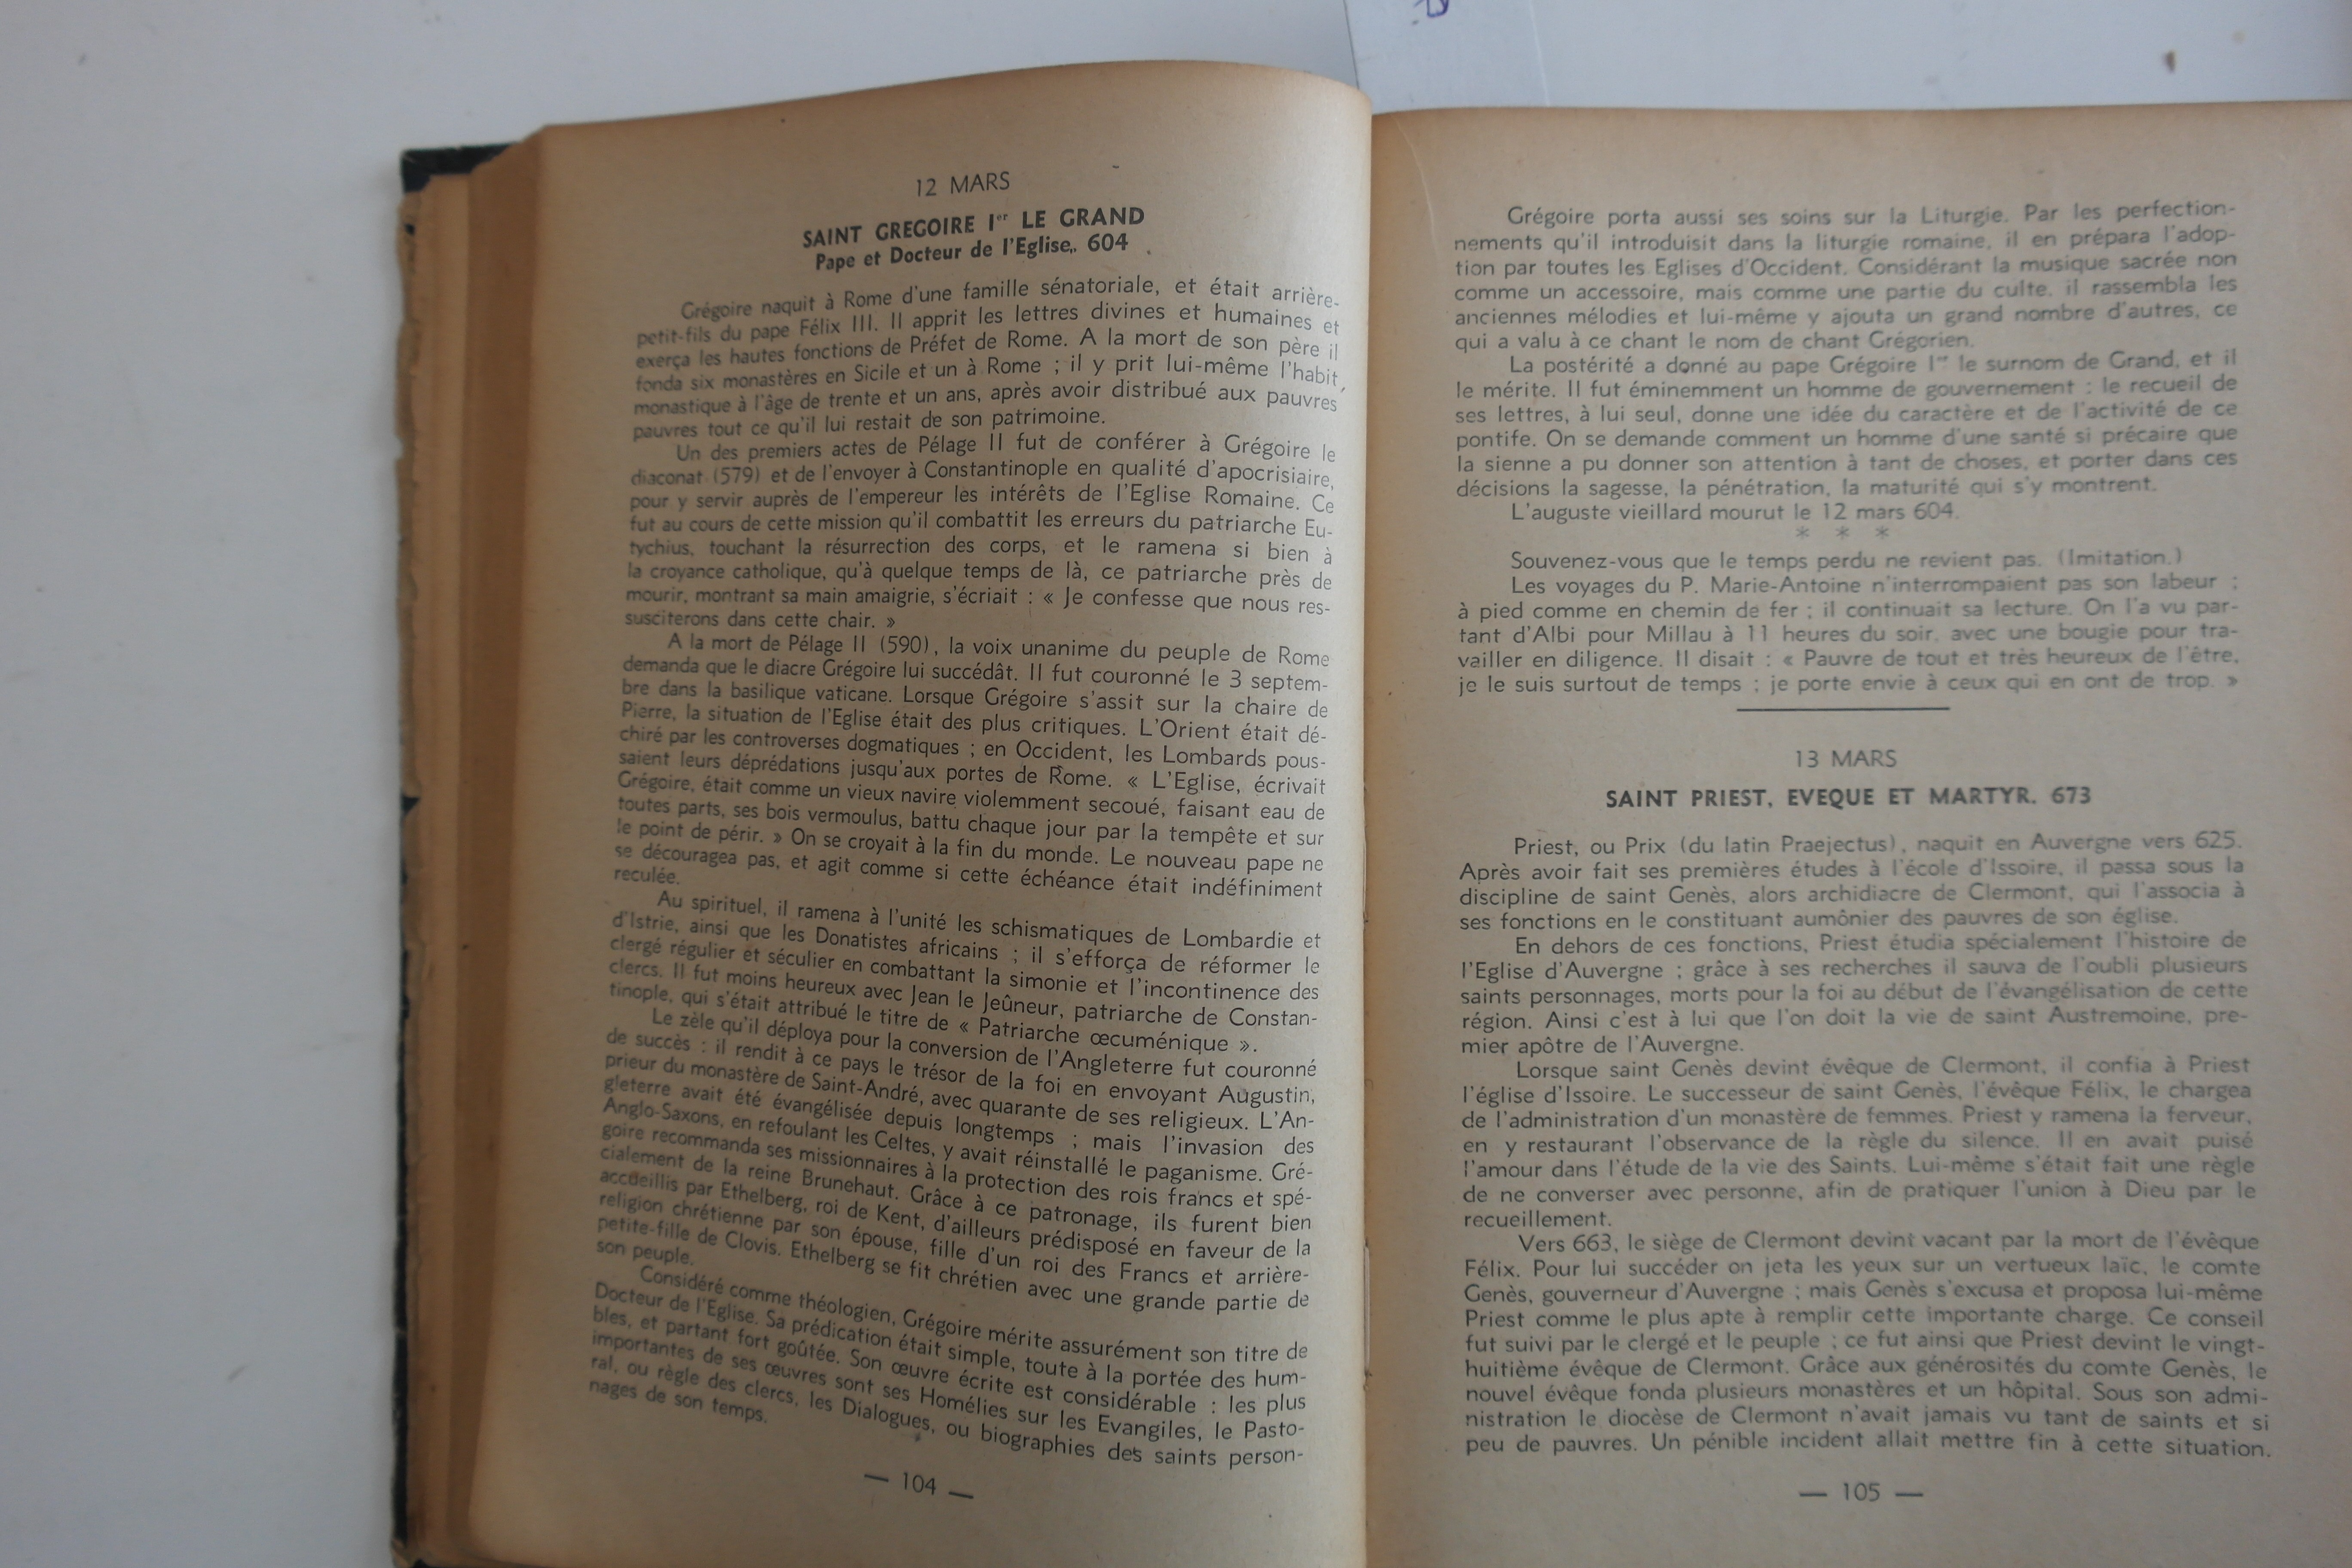 12 MARS
SAINT GREGOIRE Ier LE GRAND
Pape et Docteur de l'Eglise,. 604
Grégoire naquit à Rome d'une famille sénatoriale, et était arrière-
petit-fils du pape Félix III. Il apprit les lettres divines et humaines et
exerça les hautes fonctions de Préfet de Rome. A la mort de son père il
fonda six monastères en Sicile et un à Rome ; il y prit lui-même l'habit,
monastique à l'âge de trente et un ans, après avoir distribué aux pauvres
pauvres tout ce qu'il lui restait de son patrimoine.
Un des premiers actes de Pélage II fut de conférer à Grégoire le
diaconat (579) et de l'envoyer à Constantinople en qualité d'apocrisiaire,
pour y servir auprès de l'empereur les intérêts de l'Eglise Romaine. Ce
fut au cours de cette mission qu'il combattit les erreurs du patriarche Eu-
tychius, touchant la résurrection des corps, et le ramena si bien à
la croyance catholique, qu'à quelque temps de là, ce patriarche près de
mourir, montrant sa main amaigrie, s'écriait : « Je confesse que nous res-
susciterons dans cette chair. »
A la mort de Pélage II (590), la voix unanime du peuple de Rome
demanda que le diacre Grégoire lui succédât. Il fut couronné le 3 septem-
bre dans la basilique vaticane. Lorsque Grégoire s'assit sur la chaire de
Pierre, la situation de l'Eglise était des plus critiques. L'Orient était dé-
chiré par les controverses dogmatiques ; en Occident, les Lombards pous-
saient leurs déprédations jusqu'aux portes de Rome. « L'Eglise, écrivait
Grégoire, était comme un vieux navire violemment secoué, faisant eau de
toutes parts, ses bois vermoulus, battu chaque jour par la tempête et sur
le point de périr. » On se croyait à la fin du monde. Le nouveau pape ne
se découragea pas, et agit comme si cette échéance était indéfiniment
reculée.
Au spirituel, il ramena à l'unité les schismatiques de Lombardie et
d'Istrie, ainsi que les Donatistes africains ; il s'efforça de réformer le
clergé régulier et séculier en combattant la simonie et l'incontinence des
clercs. Il fut moins heureux avec Jean le Jeûneur, patriarche de Constan-
tinople, qui s'était attribué le titre de « Patriarche œcuménique ».
Le zèle qu'il déploya pour la conversion de l'Angleterre fut couronné
de succès : il rendit à ce pays le trésor de la foi en envoyant Augustin,
prieur du monastère de Saint-André, avec quarante de ses religieux. L'An-
gleterre avait été évangélisée depuis longtemps ; mais l'invasion des
Anglo-Saxons, en refoulant les Celtes, y avait réinstallé le paganisme. Gré-
goire recommanda ses missionnaires à la protection des rois francs et spé-
cialement de la reine Brunehaut. Grâce à ce patronage, ils furent bien
accueillis par Ethelberg, roi de Kent, d'ailleurs prédisposé en faveur de la
religion chrétienne par son épouse, fille d'un roi des Francs et arrière-
petite-fille de Clovis. Ethelberg se fit chrétien avec une grande partie de
son peuple.
Considéré comme théologien, Grégoire mérite assurément son titre de
Docteur de l'Eglise. Sa prédication était simple, toute à la portée des hum-
bles, et partant fort goûtée. Son œuvre écrite est considérable : les plus
importantes de ses œuvres sont ses Homélies sur les Evangiles, le Pasto-
ral, ou règle des clercs, les Dialogues, ou biographies des saints person-
nages de son temps.
— 104 —
Grégoire porta aussi ses soins sur la Liturgie. Par les perfection-
nements qu'il introduisit dans la liturgie romaine, il en prépara l'adop-
tion par toutes les Eglises d'Occident. Considérant la musique sacrée non
comme un accessoire, mais comme une partie du culte, il rassembla les
anciennes mélodies et lui-même y ajouta un grand nombre d'autres, ce
qui a valu à ce chant le nom de chant Grégorien.
La postérité a donné au pape Grégoire Ier le surnom de Grand, et il
le mérite. Il fut éminemment un homme de gouvernement : le recueil de
ses lettres, à lui seul, donne une idée du caractère et de l'activité de ce
pontife. On se demande comment un homme d'une santé si précaire que
la sienne a pu donner son attention à tant de choses, et porter dans ces
décisions la sagesse, la pénétration, la maturité qui s'y montrent.
L'auguste vieillard mourut le 12 mars 604.
* * *
Souvenez-vous que le temps perdu ne revient pas. (Imitation.)
Les voyages du P. Marie-Antoine n'interrompaient pas son labeur ;
à pied comme en chemin de fer ; il continuait sa lecture. On l'a vu par-
tant d'Albi pour Millau à 11 heures du soir, avec une bougie pour tra-
vailler en diligence. Il disait : « Pauvre de tout et très heureux de l'être,
je le suis surtout de temps ; je porte envie à ceux qui en ont de trop. »
13 MARS
SAINT PRIEST, EVEQUE ET MARTYR. 673
Priest, ou Prix (du latin Praejectus), naquit en Auvergne vers 625.
Après avoir fait ses premières études à l'école d'Issoire, il passa sous la
discipline de saint Genès, alors archidiacre de Clermont, qui l'associa à
ses fonctions en le constituant aumônier des pauvres de son église.
En dehors de ces fonctions, Priest étudia spécialement l'histoire de
l'Eglise d'Auvergne ; grâce à ses recherches il sauva de l'oubli plusieurs
saints personnages, morts pour la foi au début de l'évangélisation de cette
région. Ainsi c'est à lui que l'on doit la vie de saint Austremoine, pre-
mier apôtre de l'Auvergne.
Lorsque saint Genès devint évêque de Clermont, il confia à Priest
l'église d'Issoire. Le successeur de saint Genès, l'évêque Félix, le chargea
de l'administration d'un monastère de femmes. Priest y ramena la ferveur,
en y restaurant l'observance de la règle du silence. Il en avait puisé
l'amour dans l'étude de la vie des Saints. Lui-même s'était fait une règle
de ne converser avec personne, afin de pratiquer l'union à Dieu par le
recueillement.
Vers 663, le siège de Clermont devint vacant par la mort de l'évêque
Félix. Pour lui succéder on jeta les yeux sur un vertueux laïc, le comte
Genès, gouverneur d'Auvergne ; mais Genès s'excusa et proposa lui-même
Priest comme le plus apte à remplir cette importante charge. Ce conseil
fut suivi par le clergé et le peuple ; ce fut ainsi que Priest devint le vingt-
huitième évêque de Clermont. Grâce aux générosités du comte Genès, le
nouvel évêque fonda plusieurs monastères et un hôpital. Sous son admi-
nistration le diocèse de Clermont n'avait jamais vu tant de saints et si
peu de pauvres. Un pénible incident allait mettre fin à cette situation.
— 105 —